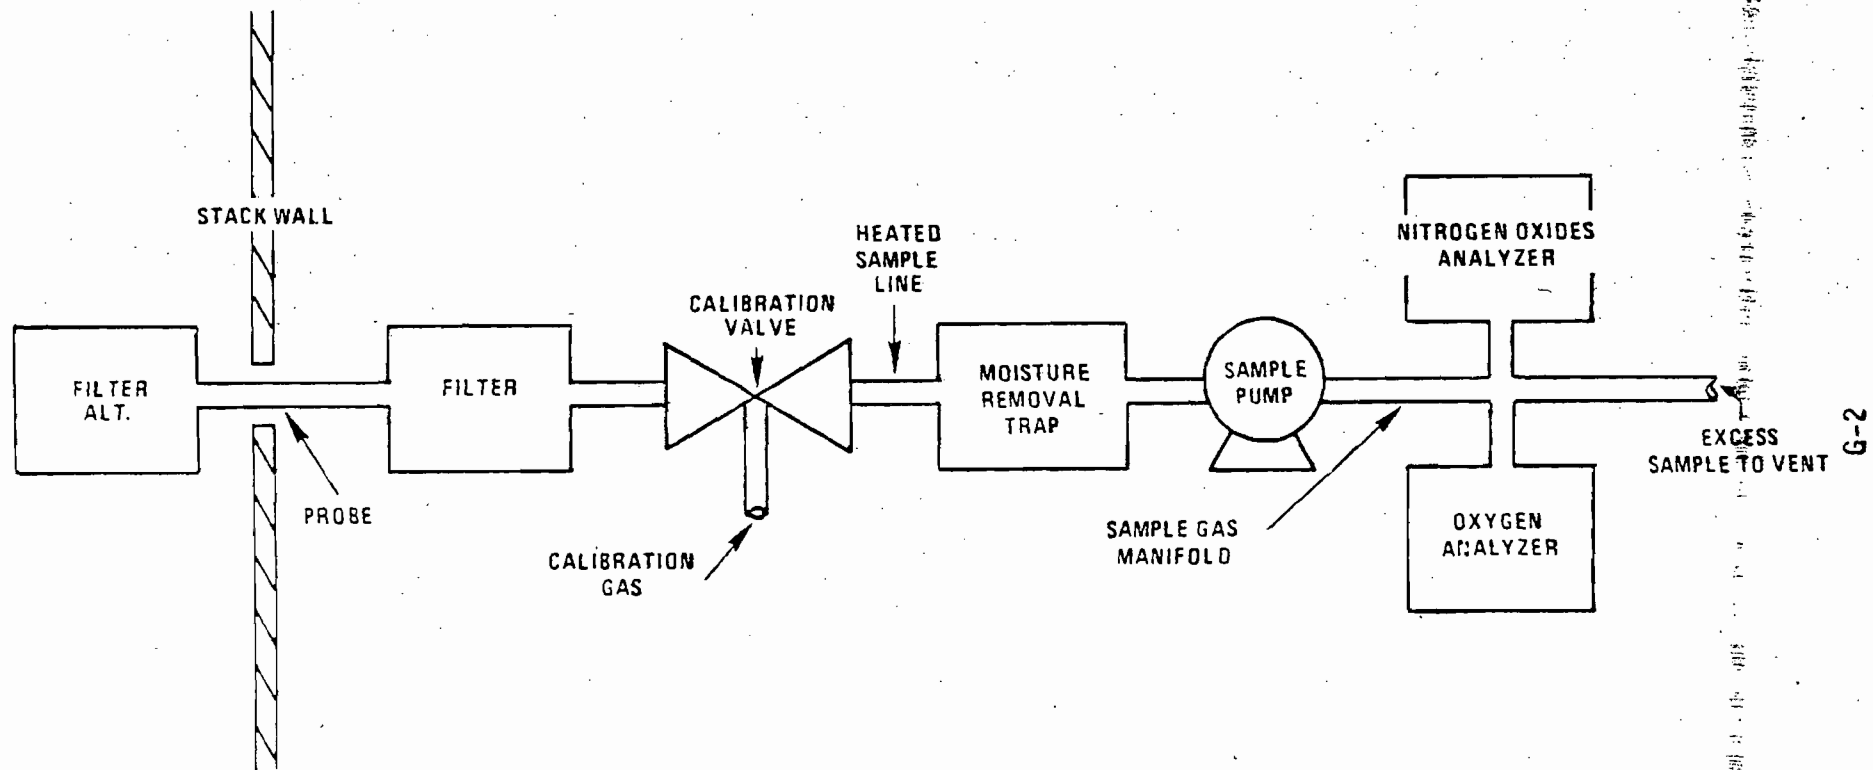 STACK WALL
FILTER
ALT.
PROBE
FILTER
CALIBRATION
VALVE
CALIBRATION
GAS
HEATED
SAMPLE
LINE
MOISTURE
REMOVAL
TRAP
SAMPLE
PUMP
SAMPLE GAS
MANIFOLD
NITROGEN OXIDES
ANALYZER
OXYGEN
ANALYZER
EXCESS
SAMPLE TO VENT
G-2